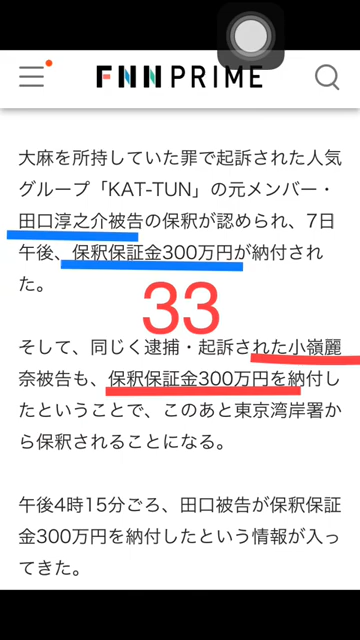 FNN PRIME
大麻を所持していた罪で起訴された人気
グループ「KAT-TUN」の元メンバー・
田口淳之介被告の保釈が認められ、7日
午後、保釈保証金300万円が納付され
た。
33
そして、同じく逮捕・起訴された小嶺麗
奈被告も、保釈保証金300万円を納付し
たということで、このあと東京湾岸署か
ら保釈されることになる。
午後4時15分ごろ、田口被告が保釈保証
金300万円を納付したという情報が入っ
てきた。